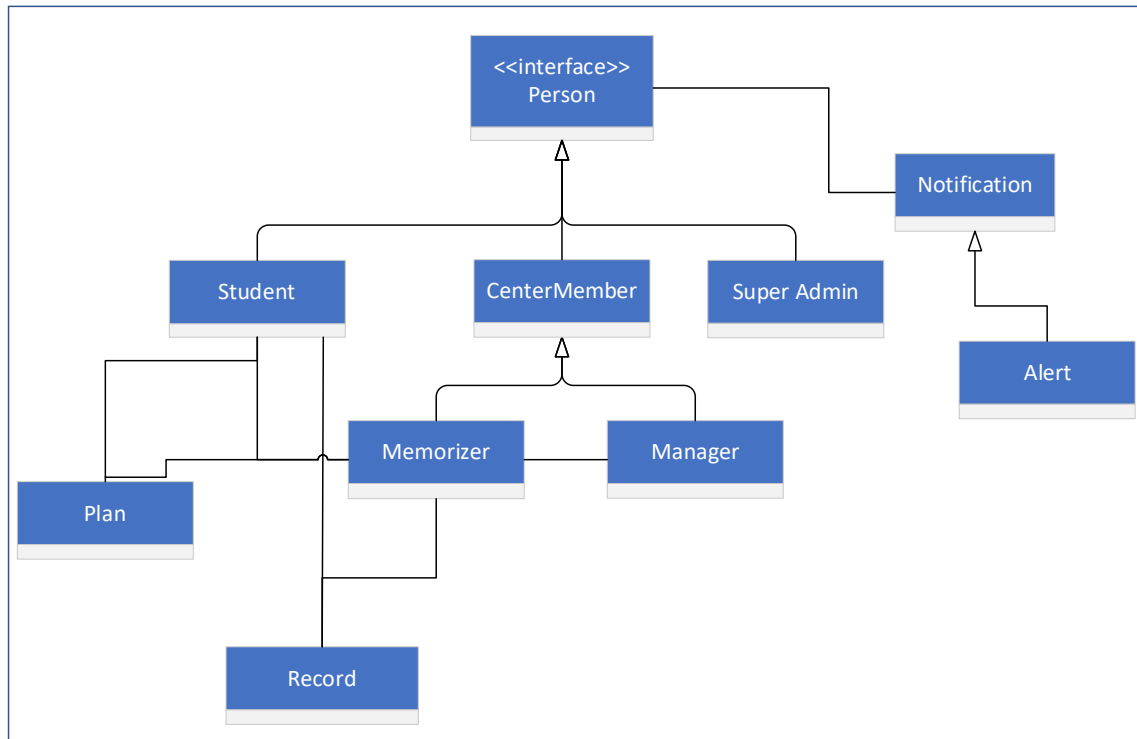 <<interface>>
Person
Notification
Student
CenterMember
Super Admin
Alert
Memorizer
Manager
Plan
Record